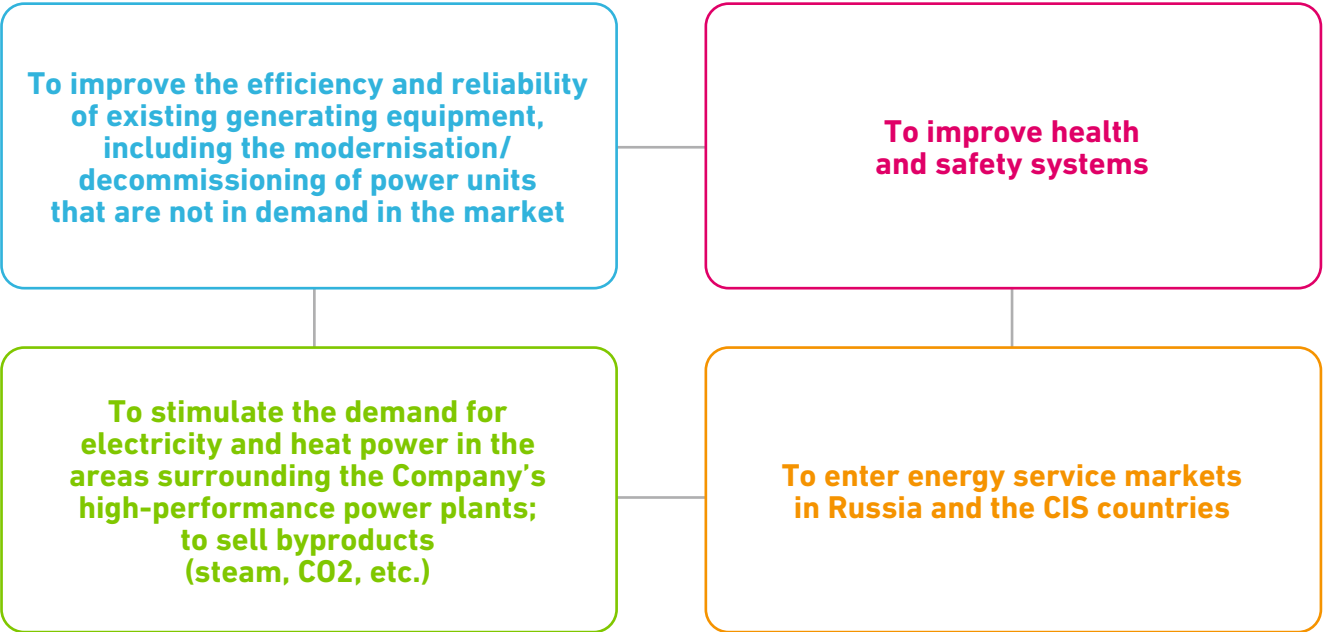 To improve the efficiency and reliability
of existing generating equipment,
including the modernisation/
decommissioning of power units
that are not in demand in the market
To improve health
and safety systems
To stimulate the demand for
electricity and heat power in the
areas surrounding the Company’s
high-performance power plants;
to sell byproducts
(steam, CO2, etc.)
To enter energy service markets
in Russia and the CIS countries